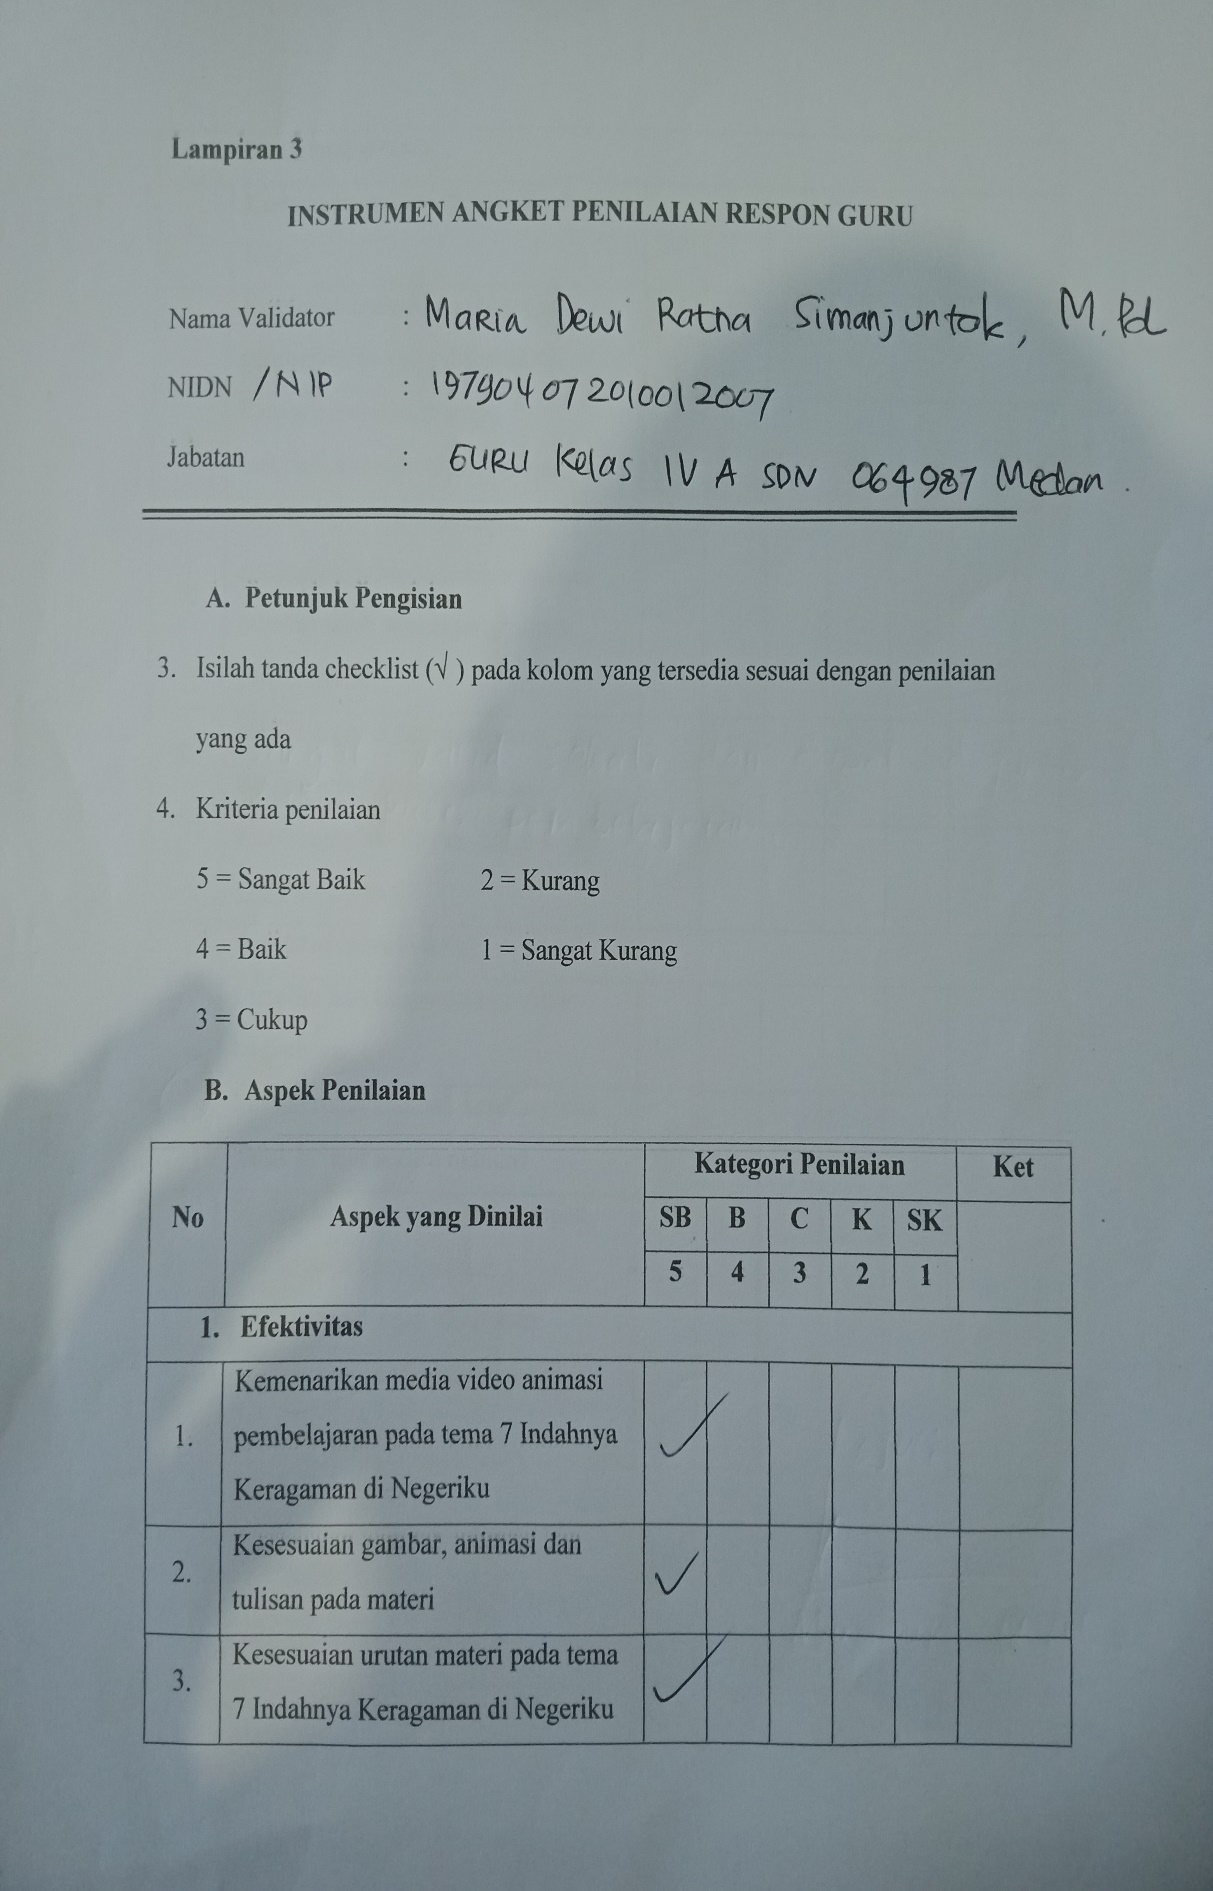 Lampiran 3
INSTRUMEN ANGKET PENILAIAN RESPON GURU
Nama Validator : Maria Dewi Ratna Simanjuntak, M.Pd
NIDN /NIP : 197904072010012007
Jabatan : GURU Kelas IV A SDN 064987 Medan.
A. Petunjuk Pengisian
3. Isilah tanda checklist (√ ) pada kolom yang tersedia sesuai dengan penilaian
yang ada
4. Kriteria penilaian
5 = Sangat Baik 2 = Kurang
4 = Baik 1 = Sangat Kurang
3 = Cukup
B. Aspek Penilaian
No Aspek yang Dinilai Kategori Penilaian Ket
SB B C K SK
5 4 3 2 1
1. Efektivitas
1. Kemenarikan media video animasi
pembelajaran pada tema 7 Indahnya
Keragaman di Negeriku ✓
2. Kesesuaian gambar, animasi dan
tulisan pada materi ✓
3. Kesesuaian urutan materi pada tema
7 Indahnya Keragaman di Negeriku ✓